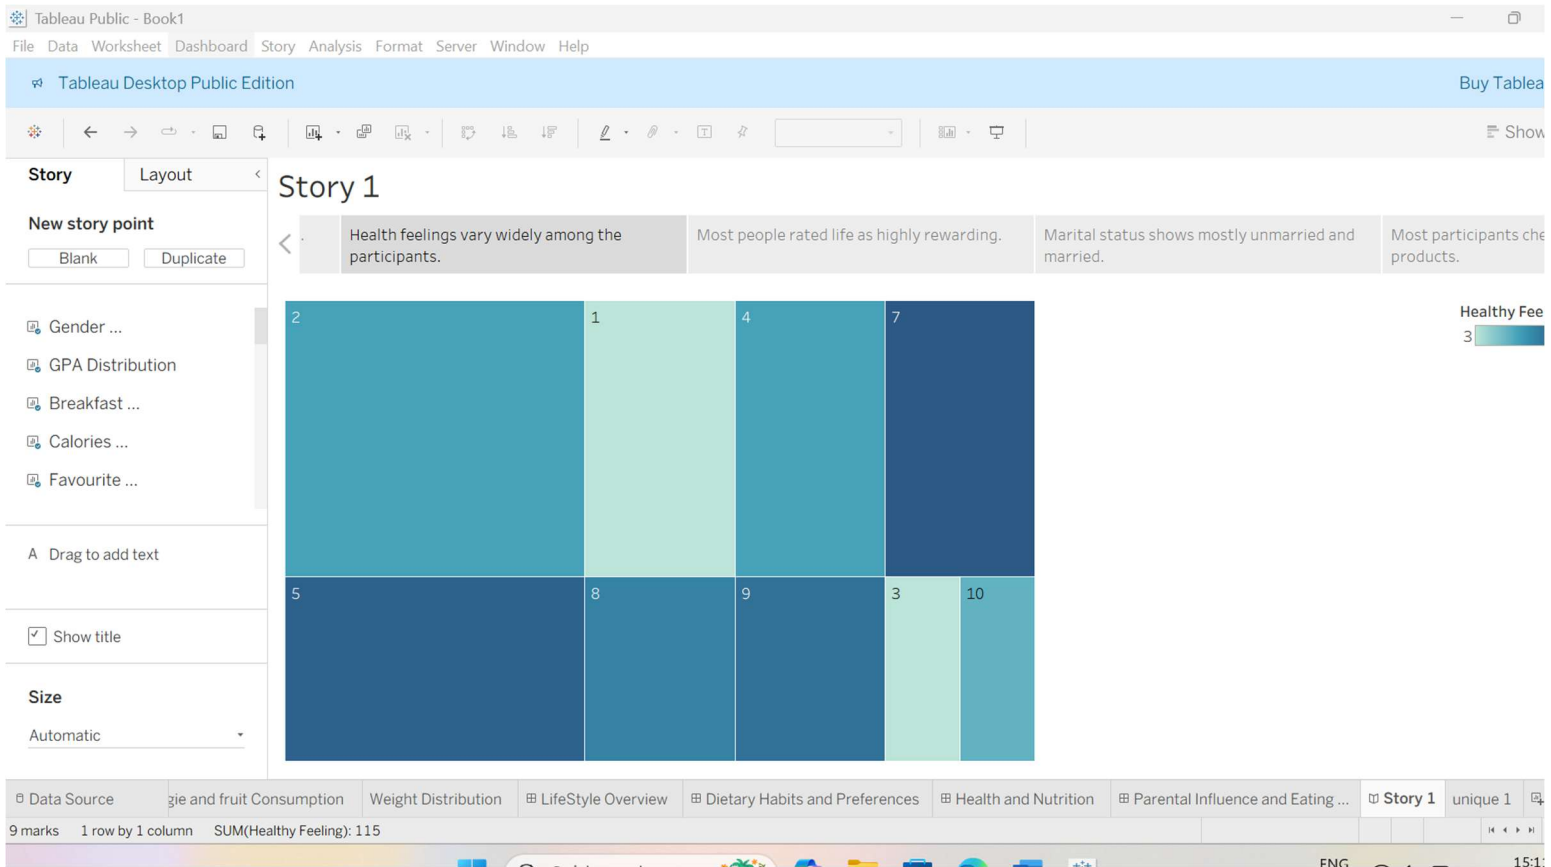 Tableau Public - Book1
File Data Worksheet Dashboard Story Analysis Format Server Window Help
Tableau Desktop Public Edition
Buy Tablea
Show
Story Layout
Story 1
New story point
Blank Duplicate
Health feelings vary widely among the
participants.
Most people rated life as highly rewarding.
Marital status shows mostly unmarried and
married.
Most participants che
products.
Gender ...
GPA Distribution
Breakfast ...
Calories ...
Favourite ...
A Drag to add text
Show title
Size
Automatic
2 1 4 7
5 8 9 3 10
Healthy Fee
3
Data Source gie and fruit Consumption Weight Distribution LifeStyle Overview Dietary Habits and Preferences Health and Nutrition Parental Influence and Eating ... Story 1 unique 1
9 marks 1 row by 1 column SUM(Healthy Feeling): 115
ENG 15:1